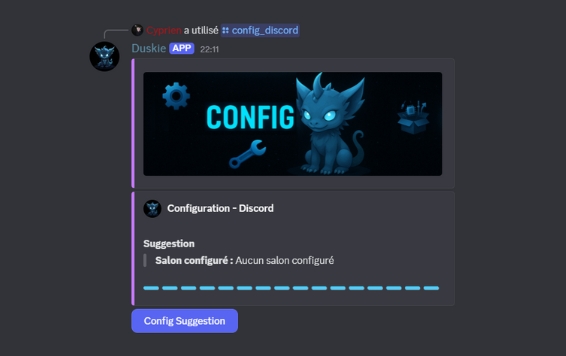 Cyprien a utilisé config_discord
Duskie APP 22:11
CONFIG
Configuration - Discord
Suggestion
Salon configuré : Aucun salon configuré
Config Suggestion